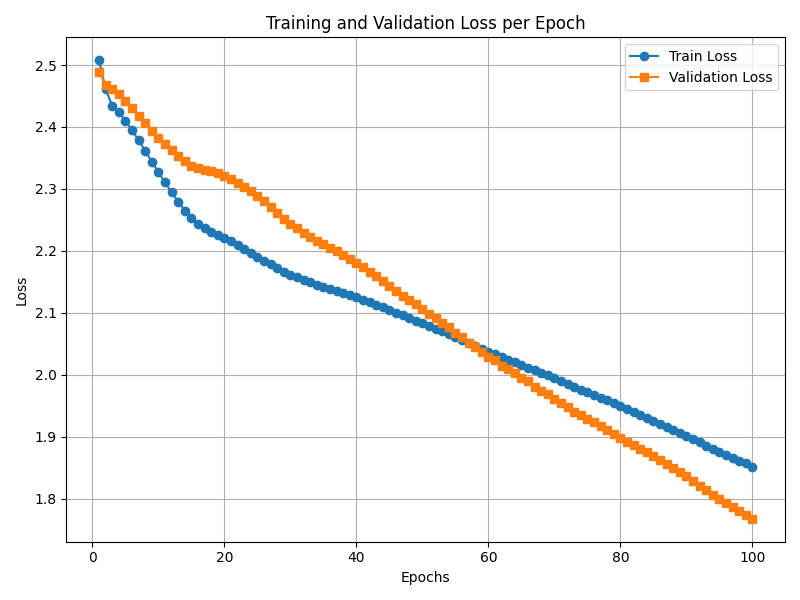 Training and Validation Loss per Epoch
Train Loss
Validation Loss
Loss
2.5
2.4
2.3
2.2
2.1
2.0
1.9
1.8
0 20 40 60 80 100
Epochs